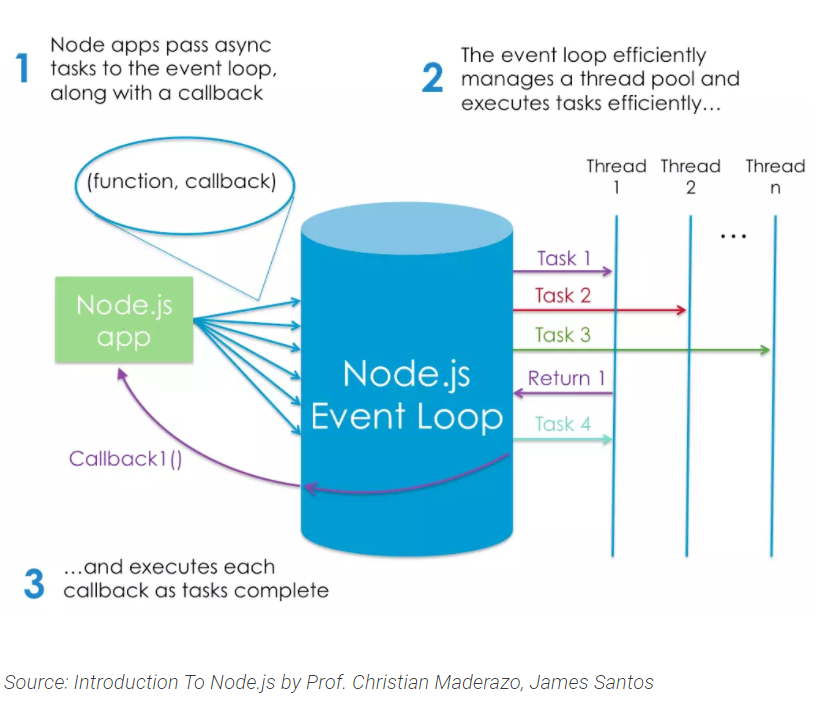 1
Node apps pass async
tasks to the event loop,
along with a callback
2
The event loop efficiently
manages a thread pool and
executes tasks efficiently…
(function, callback)
Thread
1
Thread
2
...
Thread
n
Node.js
app
Node.js
Event Loop
Task 1
Task 2
Task 3
Return 1
Task 4
Callback1()
3
…and executes each
callback as tasks complete
Source: Introduction To Node.js by Prof. Christian Maderazo, James Santos